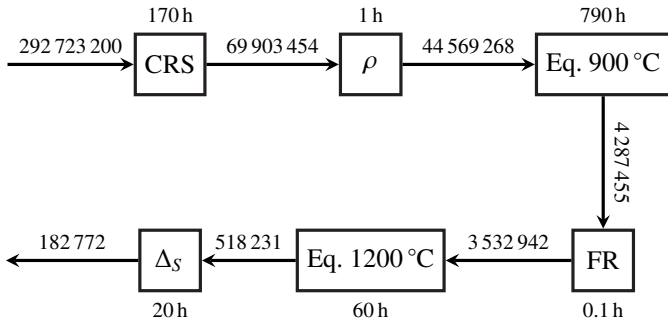 170 h
1 h
790 h
292 723 200
CRS
69 903 454
ρ
44 569 268
Eq. 900 °C
4 287 455
182 772
Δ_S
518 231
Eq. 1200 °C
3 532 942
FR
20 h
60 h
0.1 h